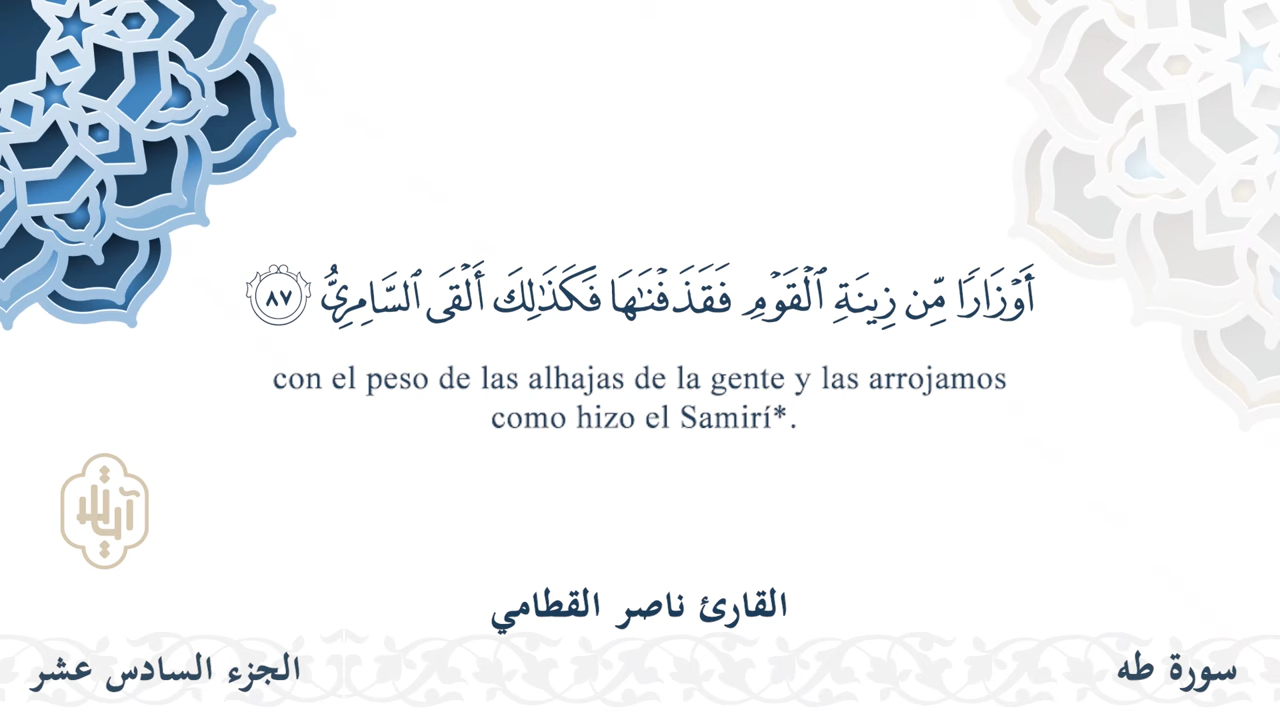 أَوْزَارًا مِّن زِينَةِ ٱلْقَوْمِ فَقَذَفْنَٰهَا فَكَذَٰلِكَ أَلْقَى ٱلسَّامِرِيُّ ٨٧
con el peso de las alhajas de la gente y las arrojamos
como hizo el Samirí*.
آيات
القارئ ناصر القطامي
سورة طه
الجزء السادس عشر